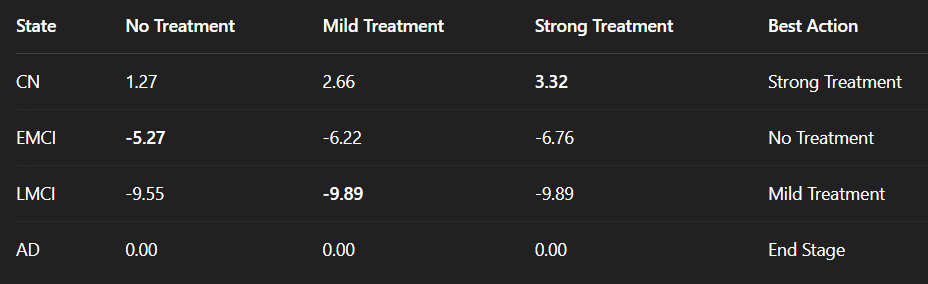 State No Treatment Mild Treatment Strong Treatment Best Action
CN 1.27 2.66 3.32 Strong Treatment
EMCI -5.27 -6.22 -6.76 No Treatment
LMCI -9.55 -9.89 -9.89 Mild Treatment
AD 0.00 0.00 0.00 End Stage